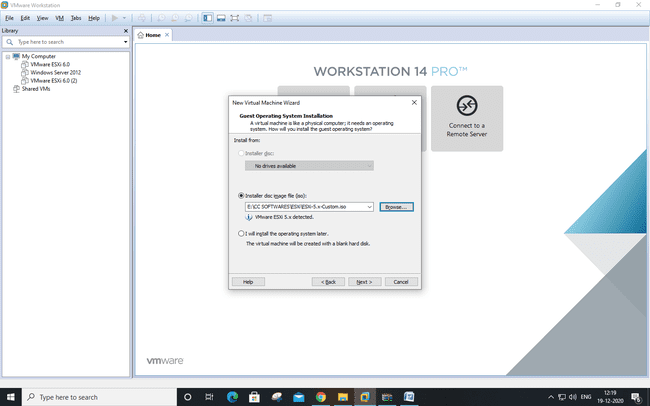 VMware Workstation
File Edit View VM Tabs Help
Library
Type here to search
My Computer
VMware ESXi 6.0
Windows Server 2012
VMware ESXi 6.0 (2)
Shared VMs
Home
WORKSTATION 14 PRO™
Connect to a
Remote Server
New Virtual Machine Wizard
Guest Operating System Installation
A virtual machine is like a physical computer; it needs an operating
system. How will you install the guest operating system?
Install from:
Installer disc:
No drives available
Installer disc image file (iso):
E:\CC SOFTWARES\ESXi\ESXi-5.x-Custom.iso
Browse...
VMware ESXi 5.x detected.
I will install the operating system later.
The virtual machine will be created with a blank hard disk.
Help
< Back
Next >
Cancel
vmware
Type here to search
ENG
12:19
19-12-2020